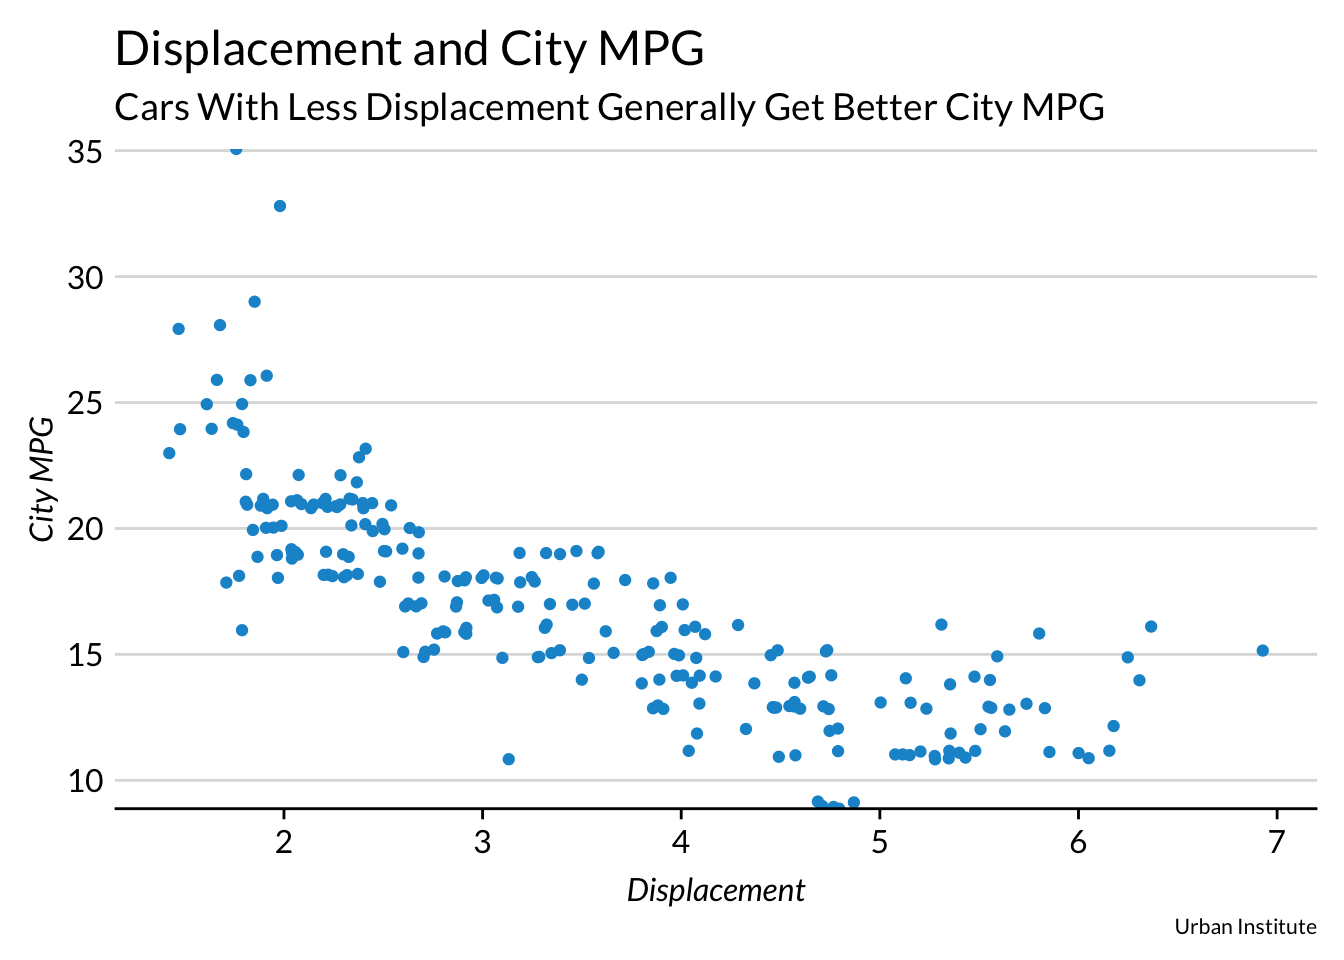 Displacement and City MPG
Cars With Less Displacement Generally Get Better City MPG
35
30
25
20
15
10
City MPG
2 3 4 5 6 7
Displacement
Urban Institute